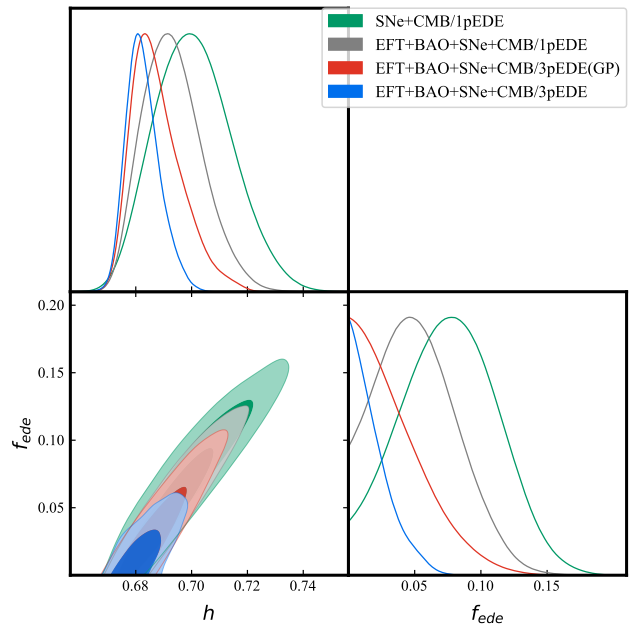 SNe+CMB/1pEDE
EFT+BAO+SNe+CMB/1pEDE
EFT+BAO+SNe+CMB/3pEDE(GP)
EFT+BAO+SNe+CMB/3pEDE
0.20
0.15
0.10
0.05
f_ede
0.68 0.70 0.72 0.74
h
0.05 0.10 0.15
f_ede